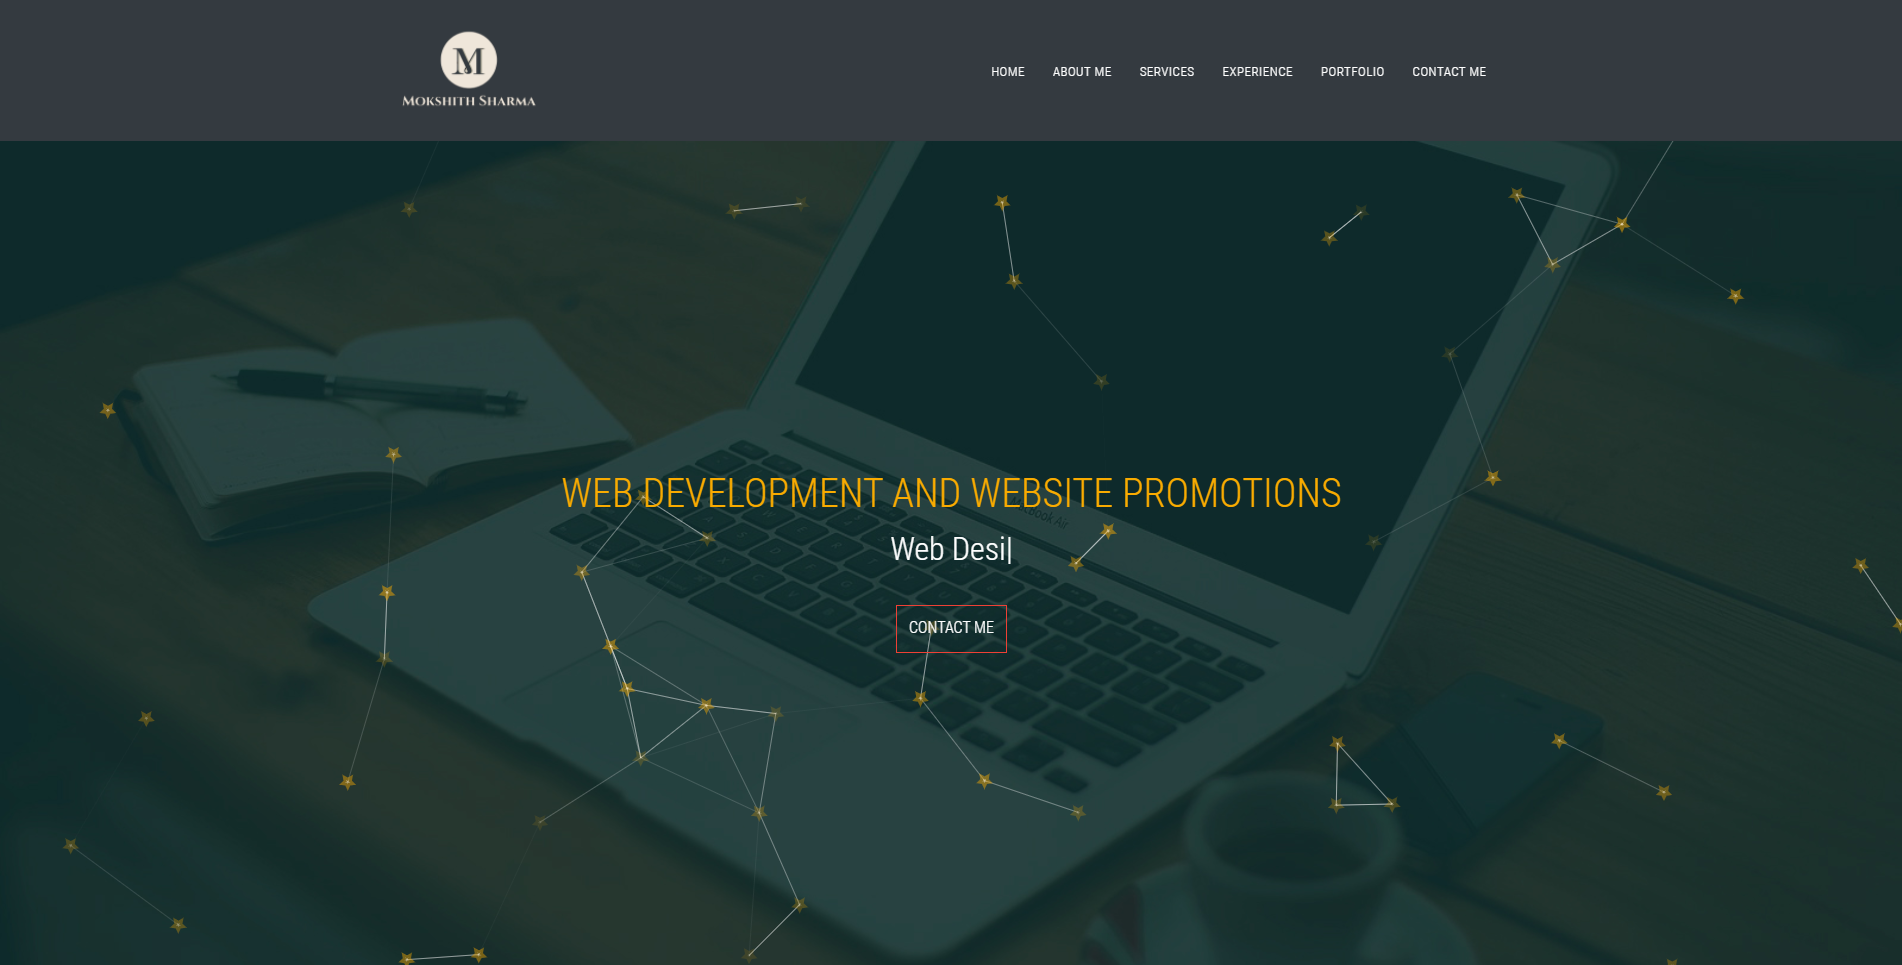 M
MOKSHITH SHARMA
HOME ABOUT ME SERVICES EXPERIENCE PORTFOLIO CONTACT ME
WEB DEVELOPMENT AND WEBSITE PROMOTIONS
Web Desi|
CONTACT ME